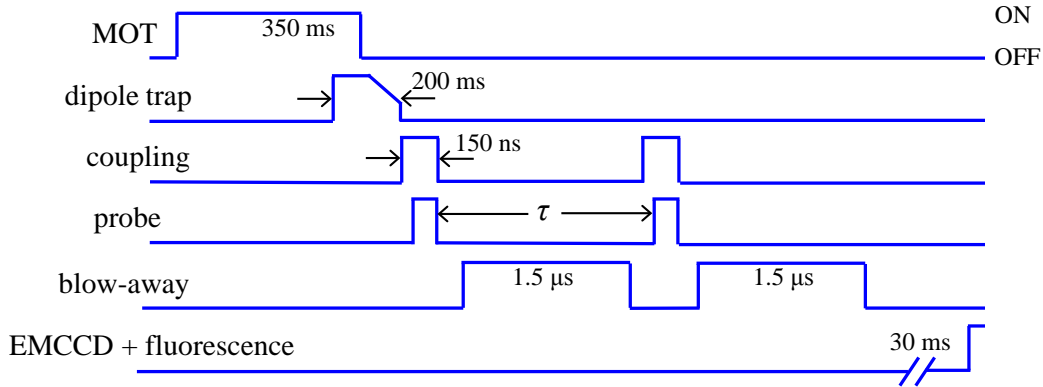 MOT 350 ms ON
OFF
dipole trap 200 ms
coupling 150 ns
probe τ
blow-away 1.5 μs 1.5 μs
EMCCD + fluorescence 30 ms